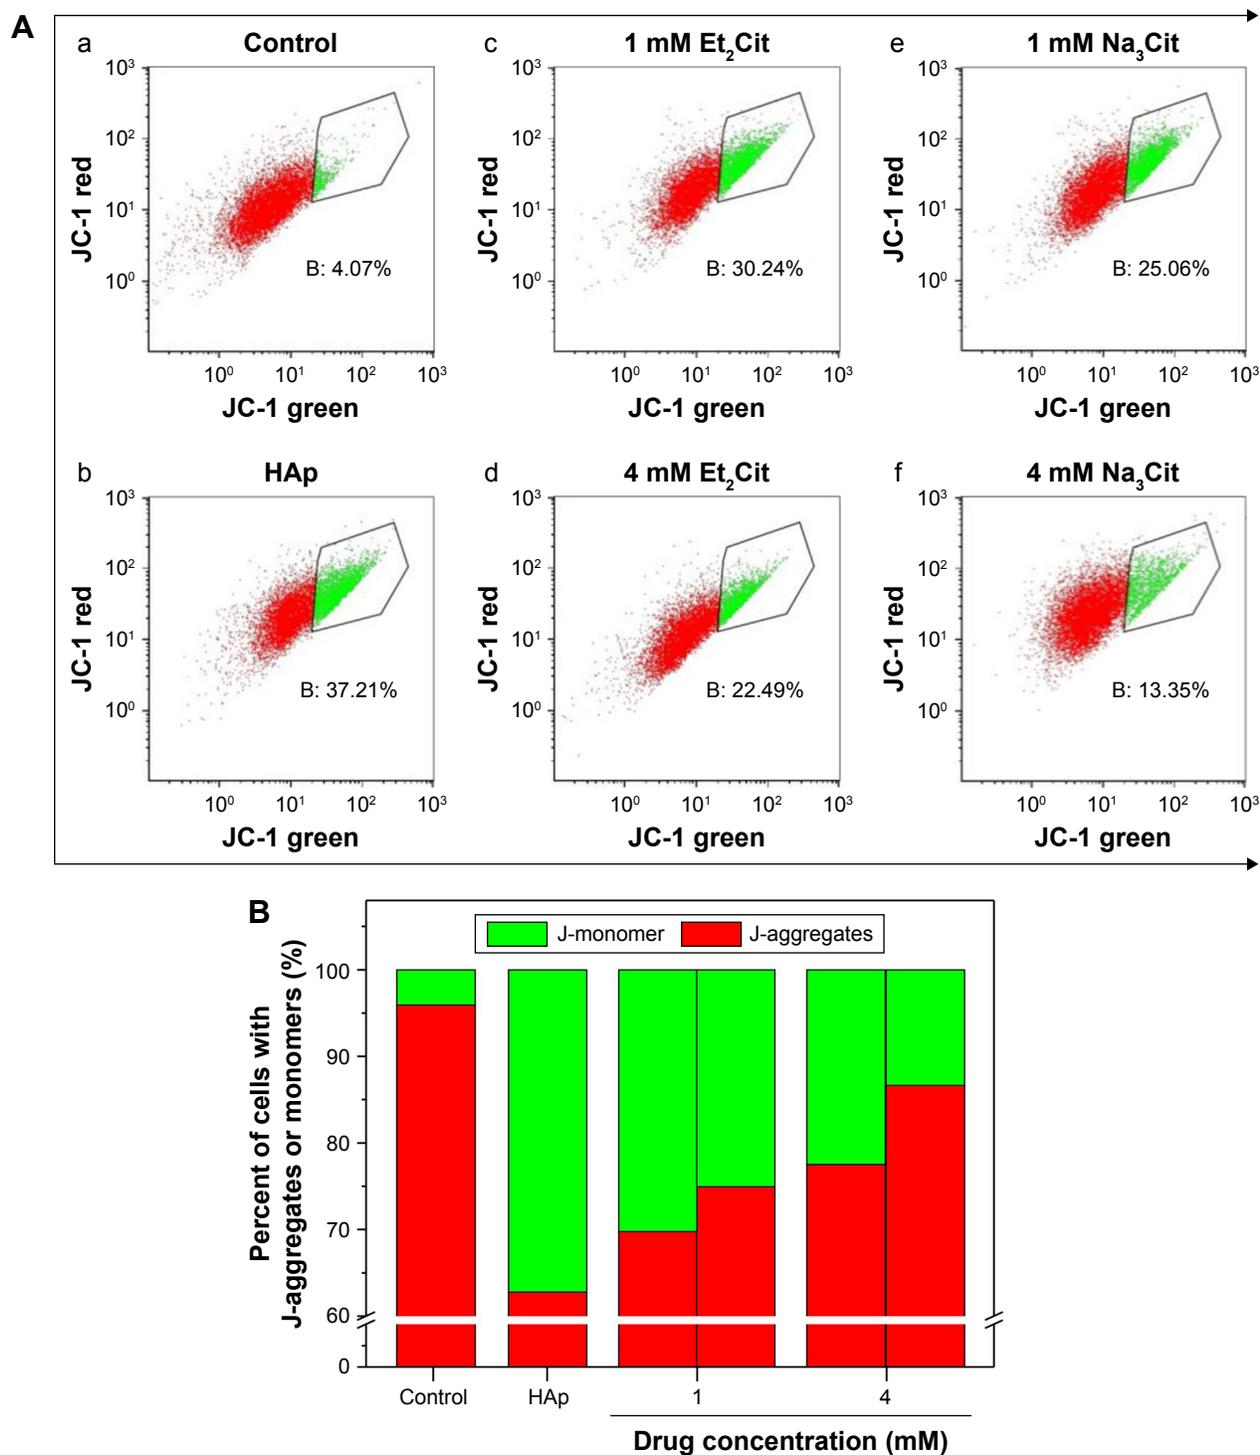 A
a
Control
10³
10²
10¹
10⁰
JC-1 red
B: 4.07%
10⁰ 10¹ 10² 10³
JC-1 green
c
1 mM Et₂Cit
10³
10²
10¹
10⁰
JC-1 red
B: 30.24%
10⁰ 10¹ 10² 10³
JC-1 green
e
1 mM Na₃Cit
10³
10²
10¹
10⁰
JC-1 red
B: 25.06%
10⁰ 10¹ 10² 10³
JC-1 green
b
HAp
10³
10²
10¹
10⁰
JC-1 red
B: 37.21%
10⁰ 10¹ 10² 10³
JC-1 green
d
4 mM Et₂Cit
10³
10²
10¹
10⁰
JC-1 red
B: 22.49%
10⁰ 10¹ 10² 10³
JC-1 green
f
4 mM Na₃Cit
10³
10²
10¹
10⁰
JC-1 red
B: 13.35%
10⁰ 10¹ 10² 10³
JC-1 green
B
J-monomer J-aggregates
Percent of cells with
J-aggregates or monomers (%)
100
90
80
70
60
0
Control HAp 1 4
Drug concentration (mM)